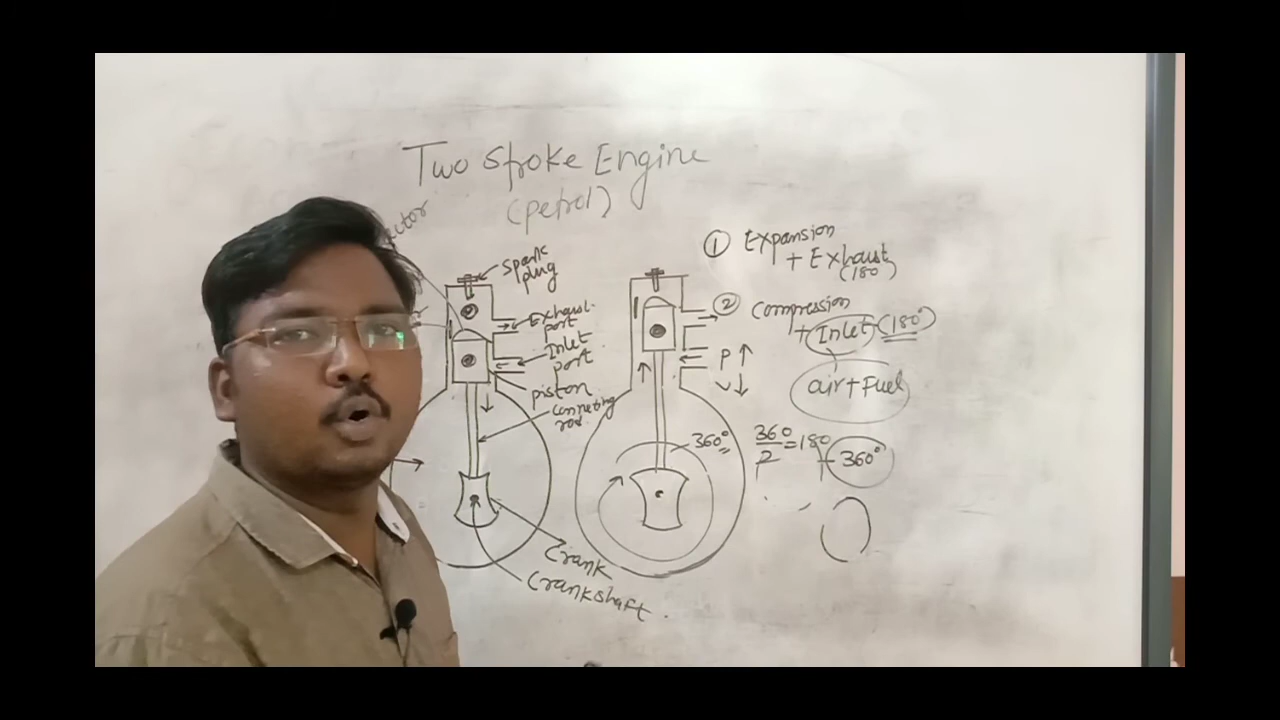 Two Stroke Engine
(petrol)
Spark
plug
Exhaust
port
Inlet
port
piston
connecting
rod
Crank
Crankshaft
360°
① Expansion
+ Exhaust
(180°)
② Compression
+ Inlet (180°)
air + Fuel
P ↑
V ↓
360/2 = 180
360°